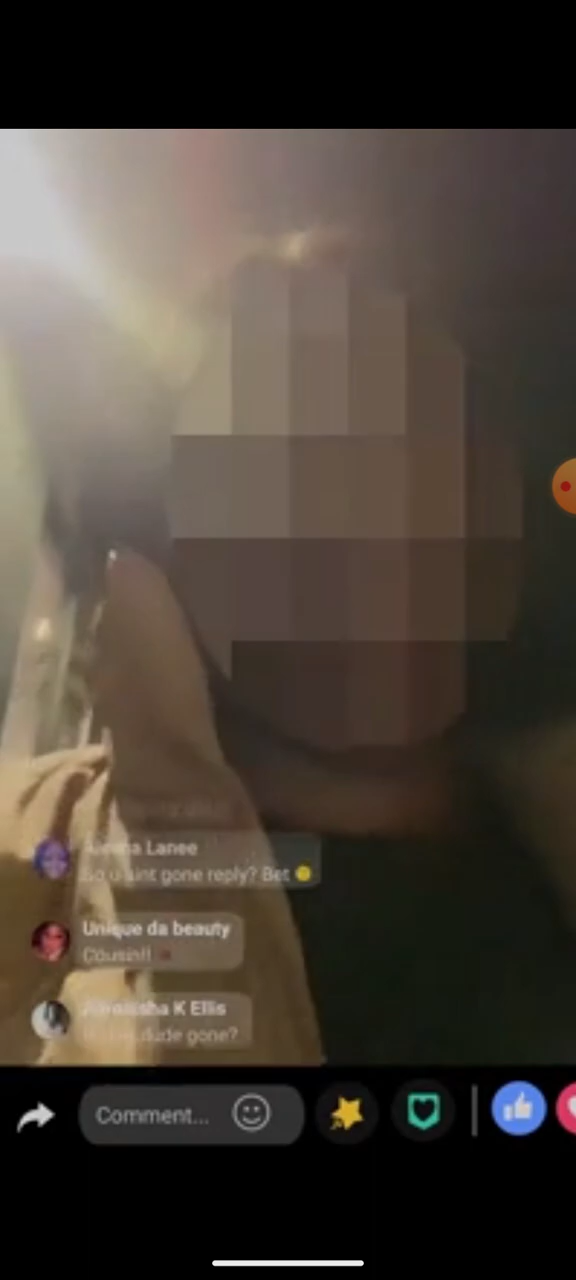 Lanee
So u aint gone reply? Bet
Unique da beauty
Cousin!!
K Ellis
dude gone?
Comment...